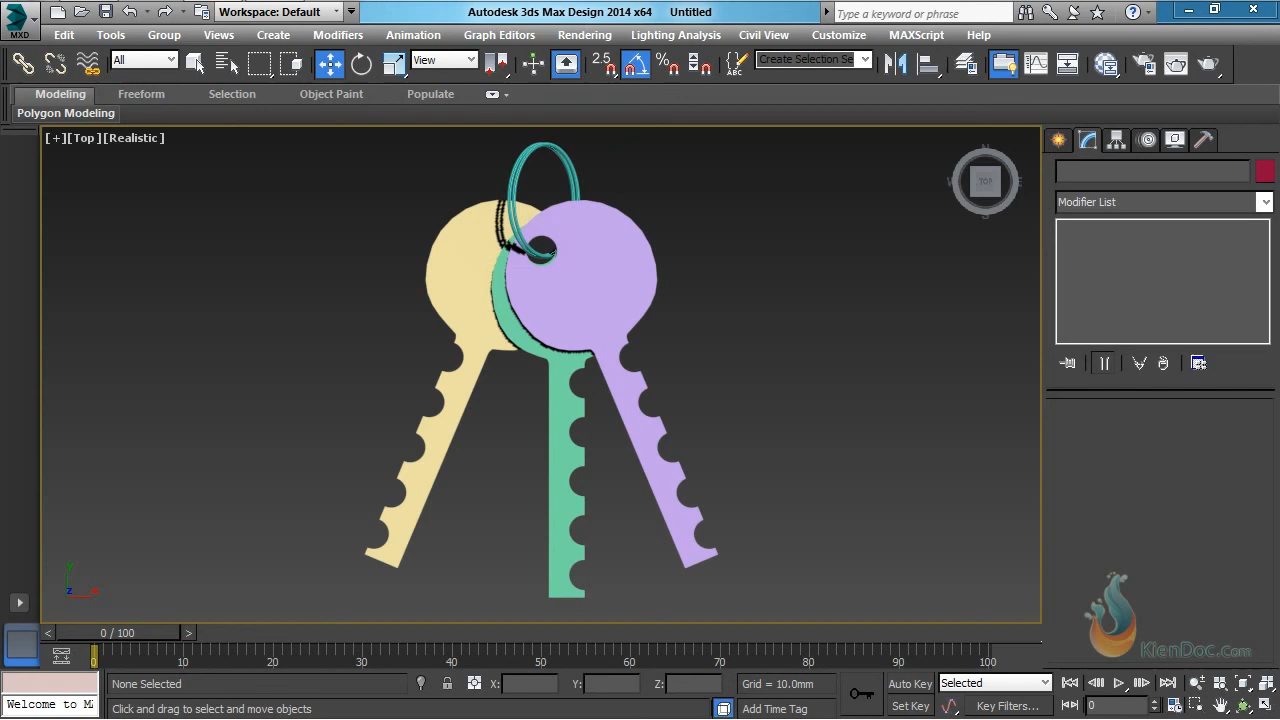 MXD
Workspace: Default
Autodesk 3ds Max Design 2014 x64 Untitled
Type a keyword or phrase
Edit Tools Group Views Create Modifiers Animation Graph Editors Rendering Lighting Analysis Civil View Customize MAXScript Help
All View 2.5 % ABC Create Selection Se
Modeling Freeform Selection Object Paint Populate
Polygon Modeling
[+][Top][Realistic]
N
TOP
S
Modifier List
y
z
KienDoc.Com
< 0 / 100 >
0 10 20 30 40 50 60 70 80 90 100
None Selected X: Y: Z: Grid = 10.0mm Auto Key Selected
Welcome to MA Click and drag to select and move objects Add Time Tag Set Key Key Filters... 0